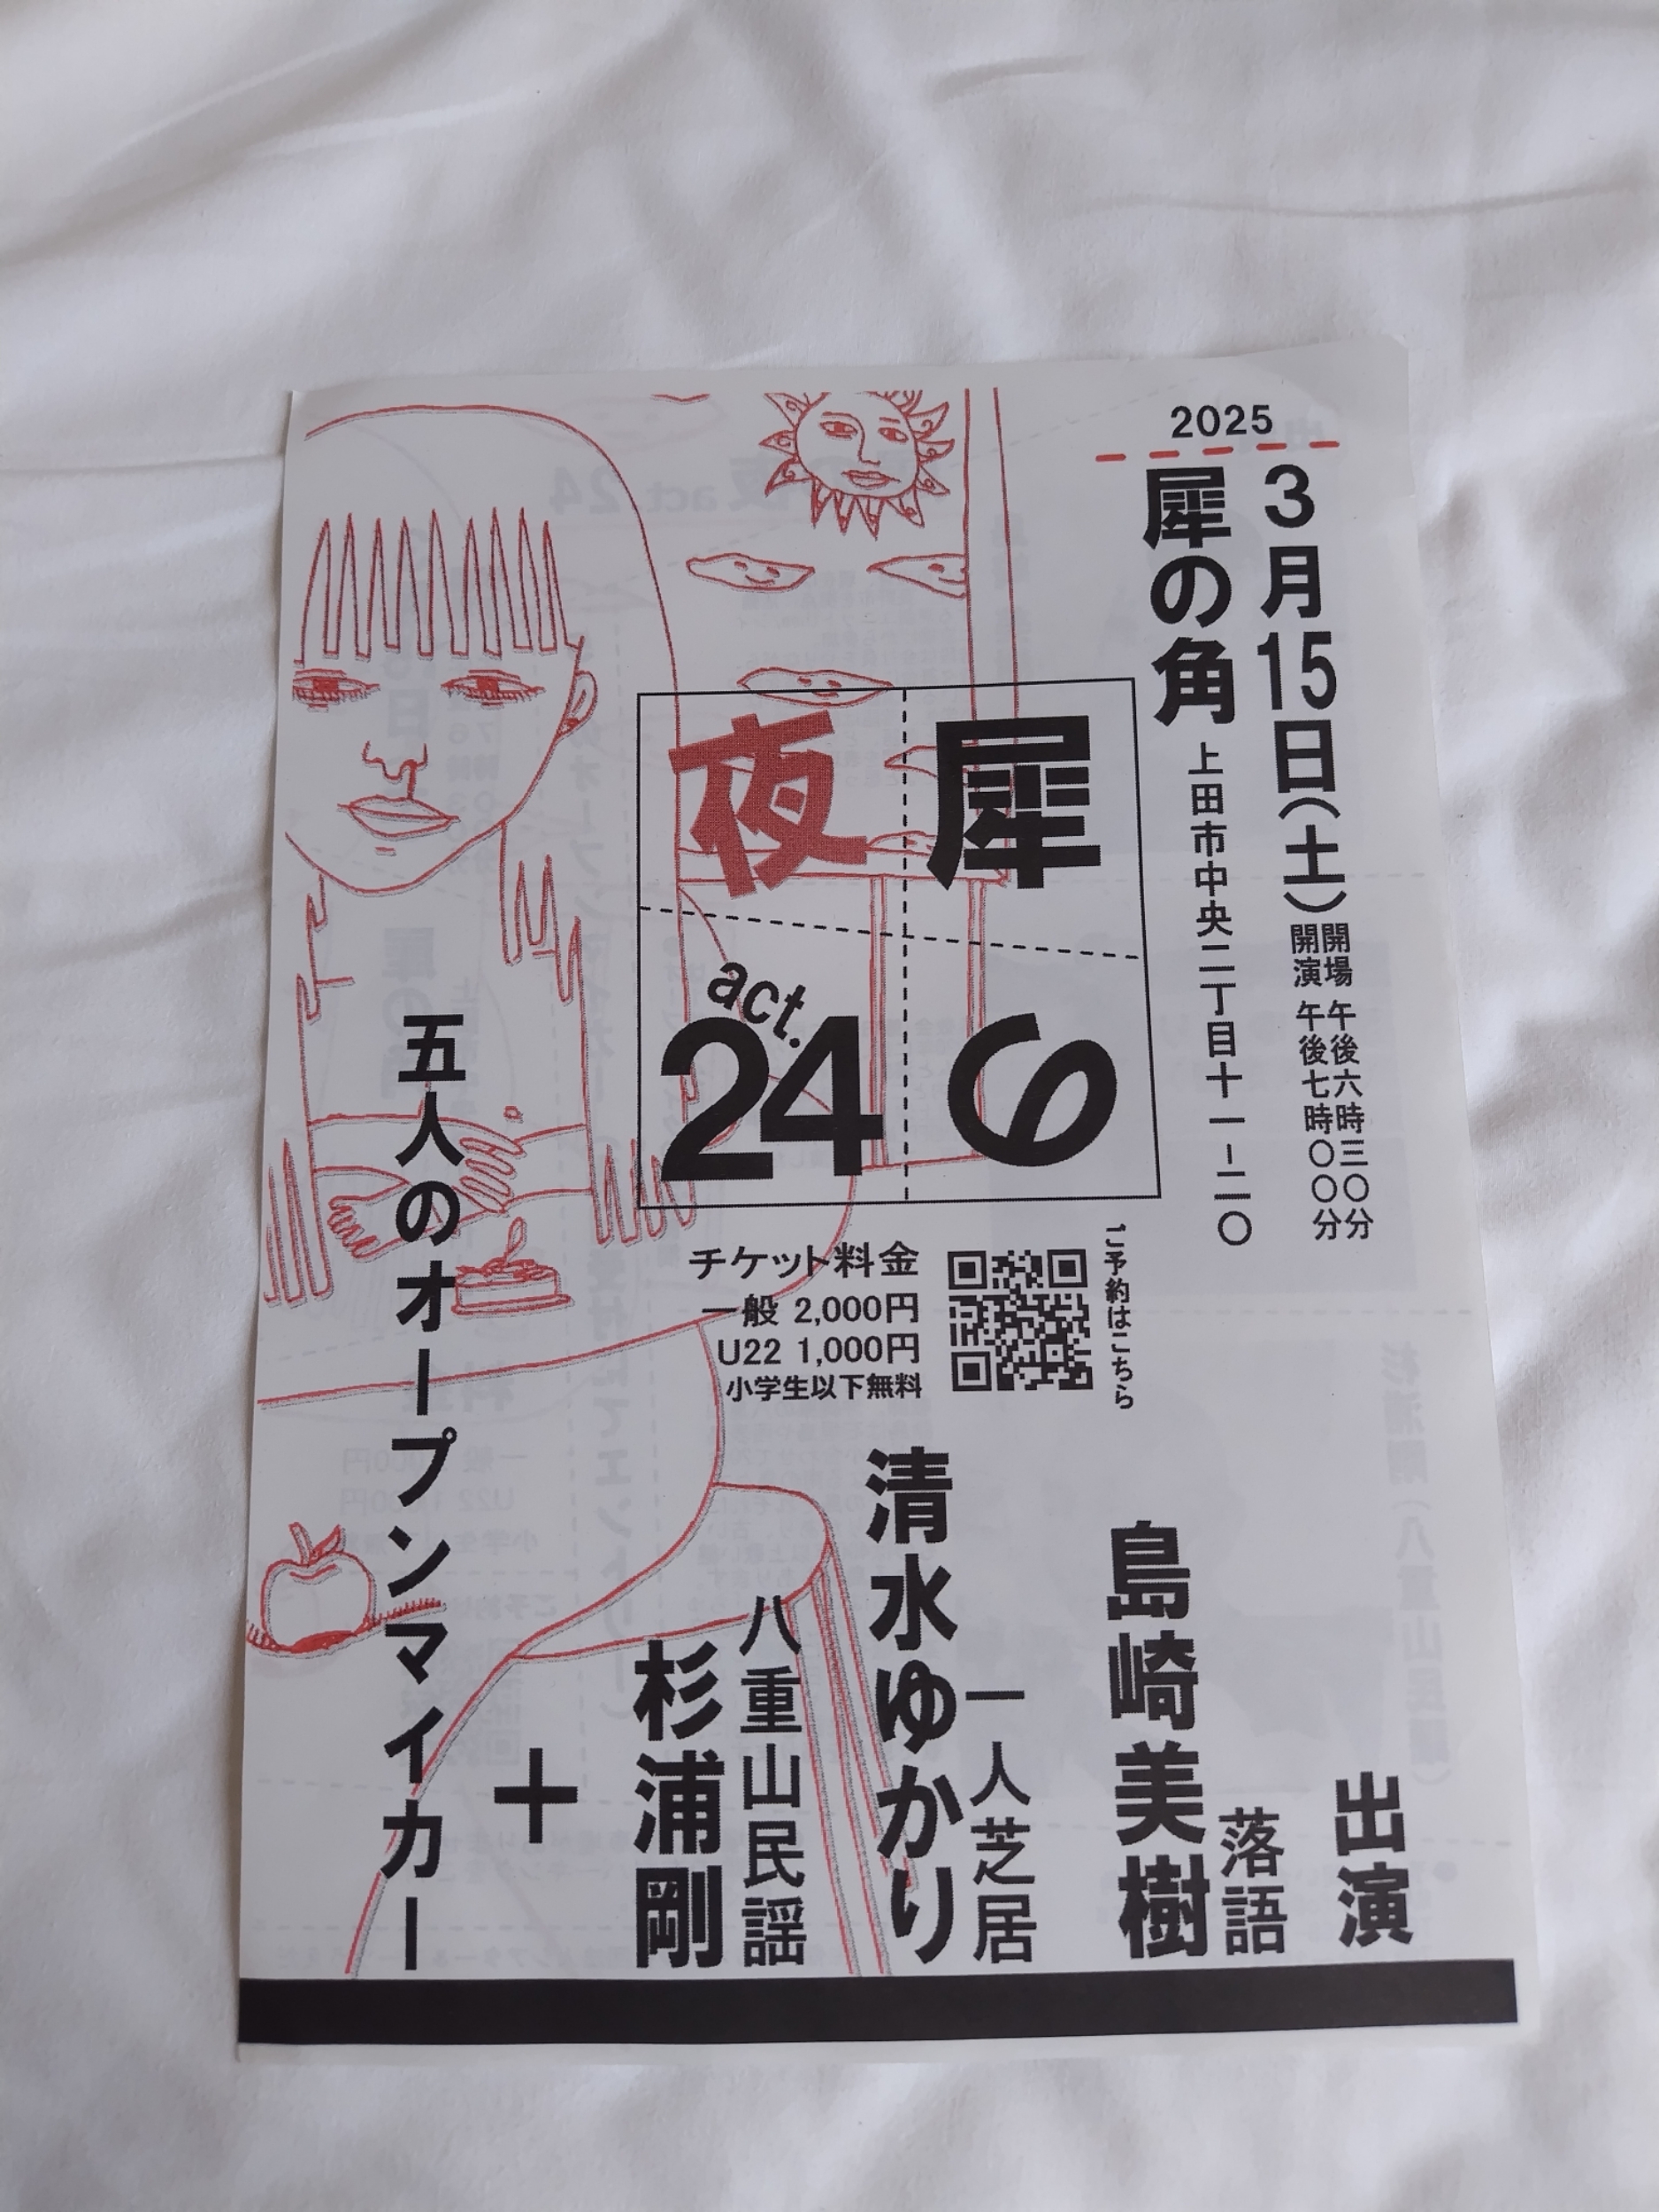 2025
3月15日(土)
開場 午後六時三〇分
開演 午後七時〇〇分
犀の角
上田市中央二丁目十一-二〇
犀の
夜
act.
24
ご予約はこちら
チケット料金
一般 2,000円
U22 1,000円
小学生以下無料
出演
落語
島崎美樹
一人芝居
清水ゆかり
八重山民謡
杉浦剛
＋
五人のオープンマイカー